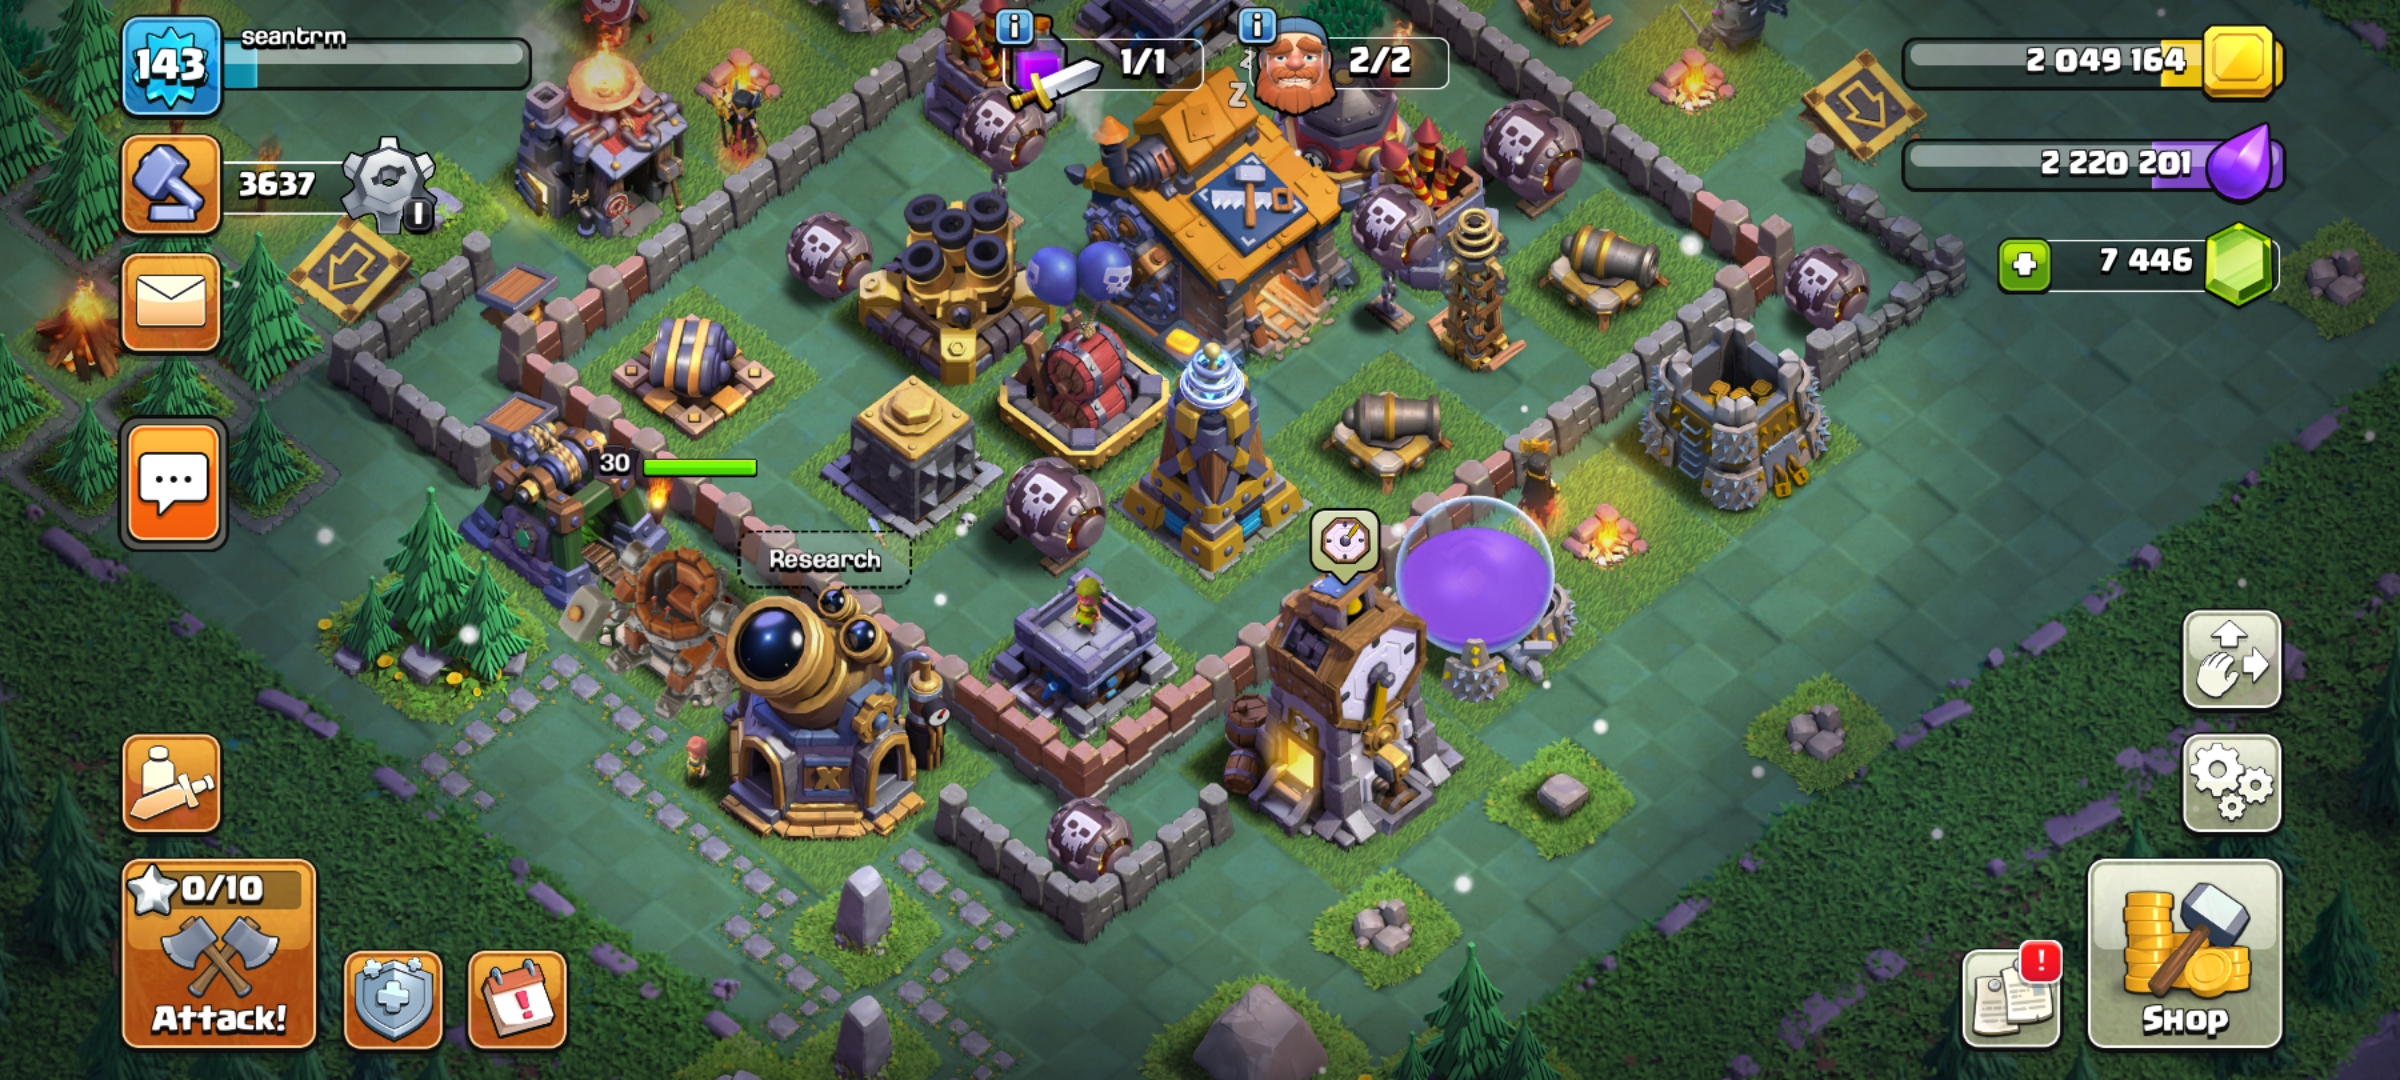 143
seantrm
i
1/1
i
2/2
Z
Z
2 049 164
3637
I
2 220 201
7 446
30
Research
0/10
Attack!
!
!
Shop